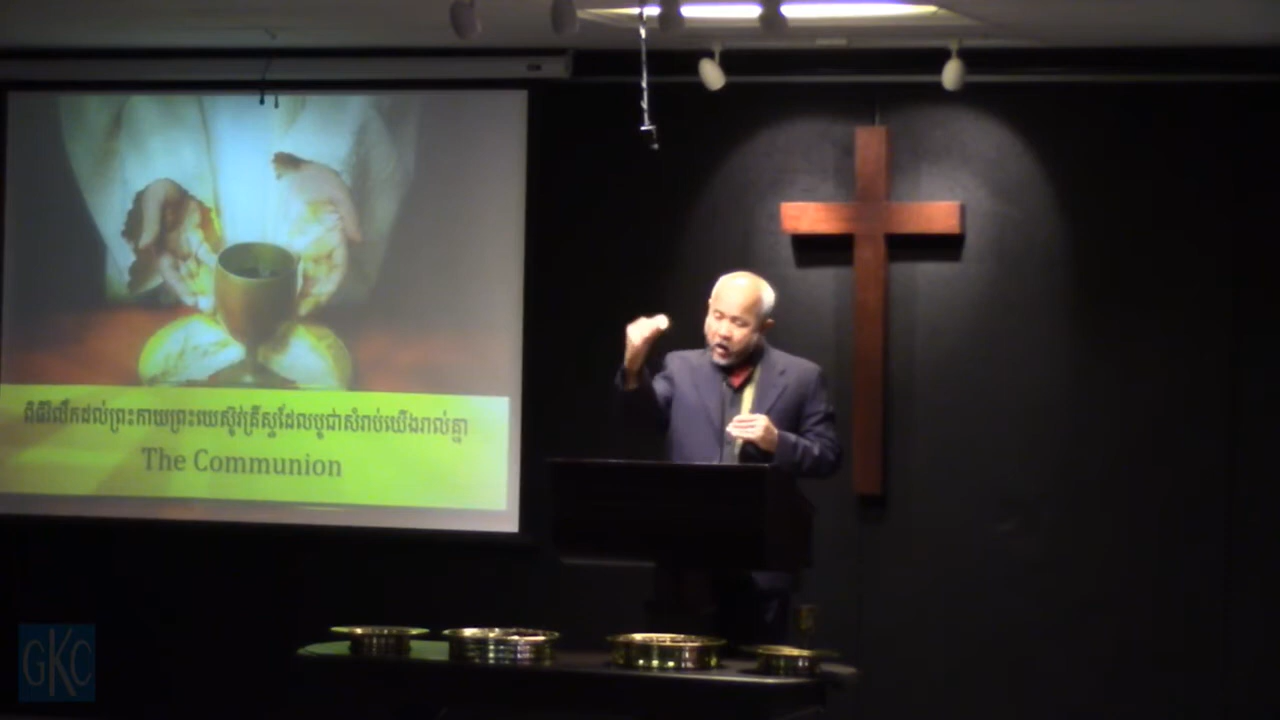 ពិធីរំលឹកដល់ព្រះកាយព្រះយេស៊ូវគ្រីស្ទដែលបូជាសំរាប់យើងរាល់គ្នា
The Communion
GKC